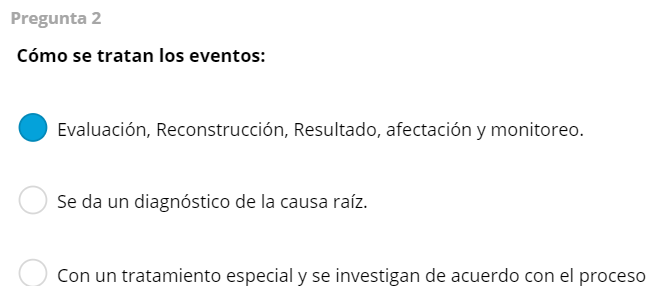 Pregunta 2
Cómo se tratan los eventos:
Evaluación, Reconstrucción, Resultado, afectación y monitoreo.
Se da un diagnóstico de la causa raíz.
Con un tratamiento especial y se investigan de acuerdo con el proceso